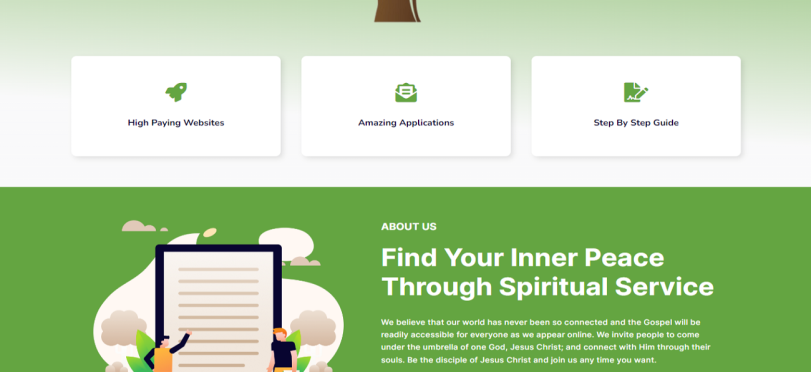 High Paying Websites
Amazing Applications
Step By Step Guide
ABOUT US
Find Your Inner Peace
Through Spiritual Service
We believe that our world has never been so connected and the Gospel will be
readily accessible for everyone as we appear online. We invite people to come
under the umbrella of one God, Jesus Christ; and connect with Him through their
souls. Be the disciple of Jesus Christ and join us any time you want.